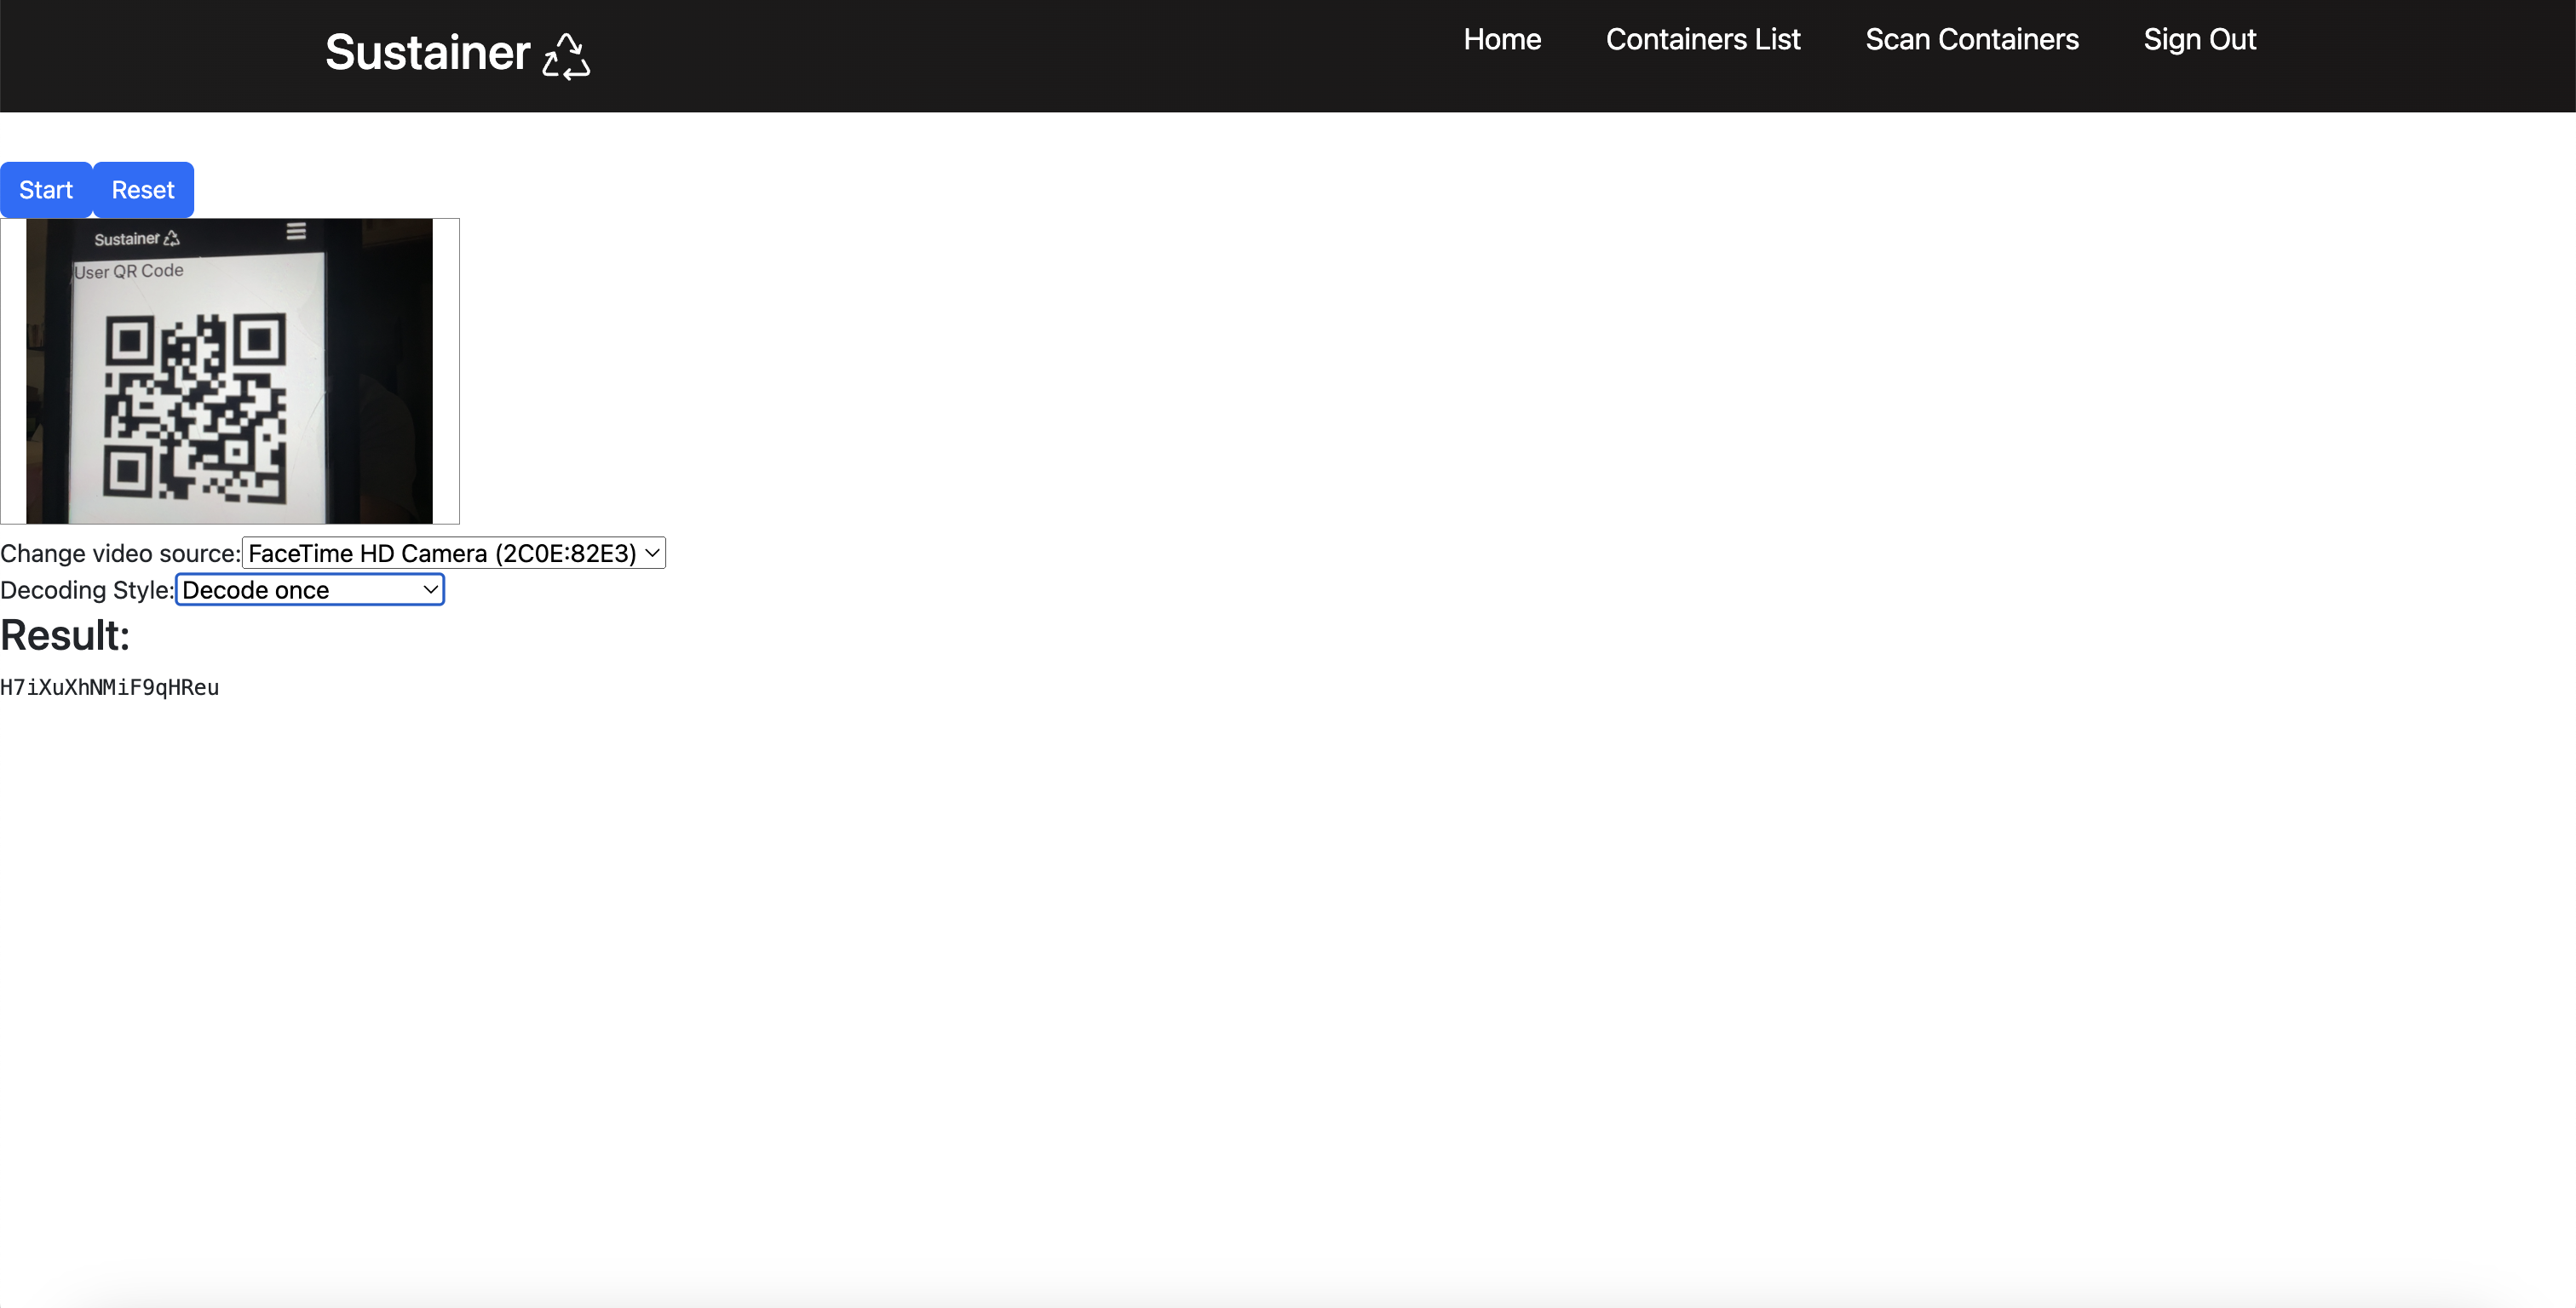 Sustainer
Home Containers List Scan Containers Sign Out
Start Reset
Sustainer
User QR Code
Change video source: FaceTime HD Camera (2C0E:82E3)
Decoding Style: Decode once
Result:
H7iXuXhNMiF9qHReu